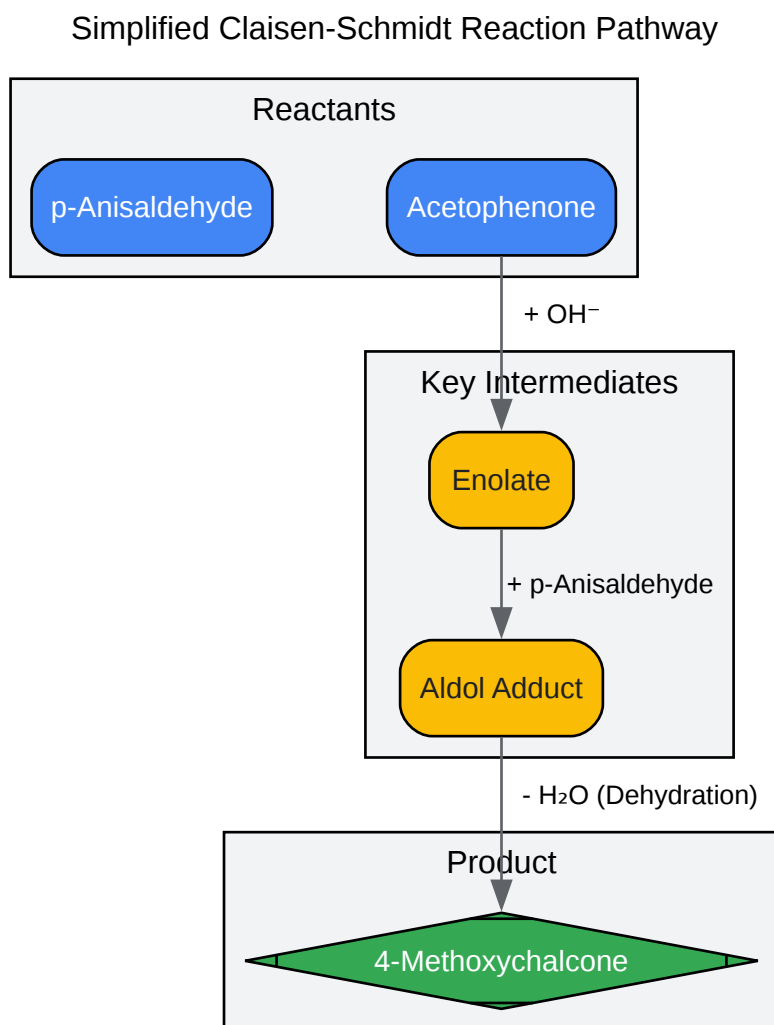 Simplified Claisen-Schmidt Reaction Pathway
Reactants
p-Anisaldehyde
Acetophenone
+ OH⁻
Key Intermediates
Enolate
+ p-Anisaldehyde
Aldol Adduct
- H₂O (Dehydration)
Product
4-Methoxychalcone